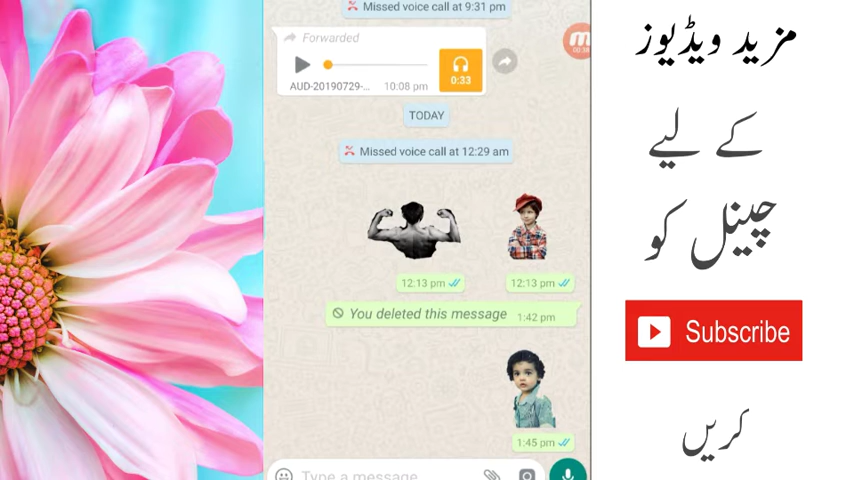 Missed voice call at 9:31 pm
Forwarded
0:33
AUD-20190729-... 10:08 pm
TODAY
Missed voice call at 12:29 am
12:13 pm
12:13 pm
You deleted this message 1:42 pm
1:45 pm
Type a message
00:38
مزید ویڈیوز
کے لیے
چینل کو
Subscribe
کریں